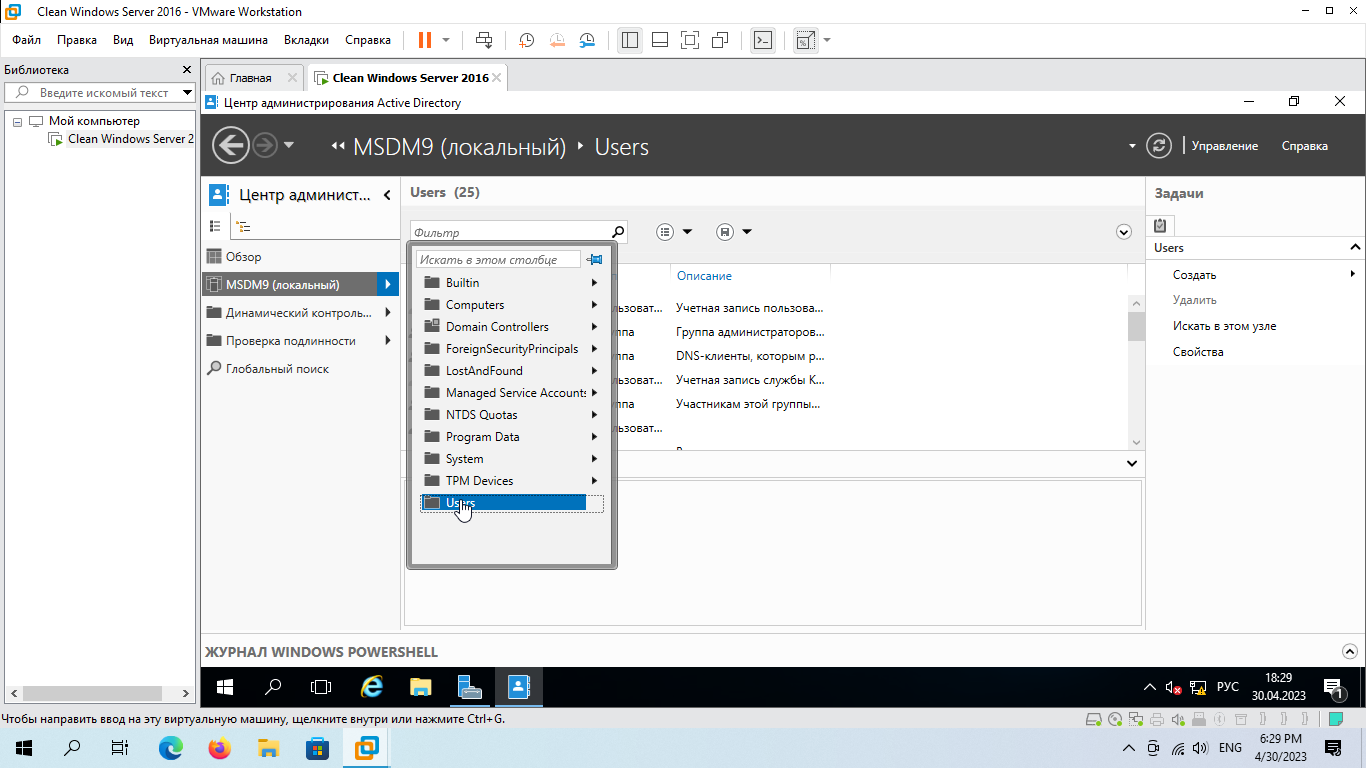 Clean Windows Server 2016 - VMware Workstation
Файл Правка Вид Виртуальная машина Вкладки Справка
Библиотека
Введите искомый текст
Мой компьютер
Clean Windows Server 2
Главная
Clean Windows Server 2016
Центр администрирования Active Directory
MSDM9 (локальный) Users
Управление Справка
Центр админист...
Обзор
MSDM9 (локальный)
Динамический контроль...
Проверка подлинности
Глобальный поиск
Users (25)
Фильтр
Искать в этом столбце
Builtin
Computers
Domain Controllers
ForeignSecurityPrincipals
LostAndFound
Managed Service Accounts
NTDS Quotas
Program Data
System
TPM Devices
Users
Описание
льзоват... Учетная запись пользова...
ппа Группа администраторов...
ппа DNS-клиенты, которым р...
льзоват... Учетная запись службы К...
ппа Участникам этой группы...
льзоват...
Задачи
Users
Создать
Удалить
Искать в этом узле
Свойства
ЖУРНАЛ WINDOWS POWERSHELL
РУС
18:29
30.04.2023
1
Чтобы направить ввод на эту виртуальную машину, щелкните внутри или нажмите Ctrl+G.
ENG
6:29 PM
4/30/2023